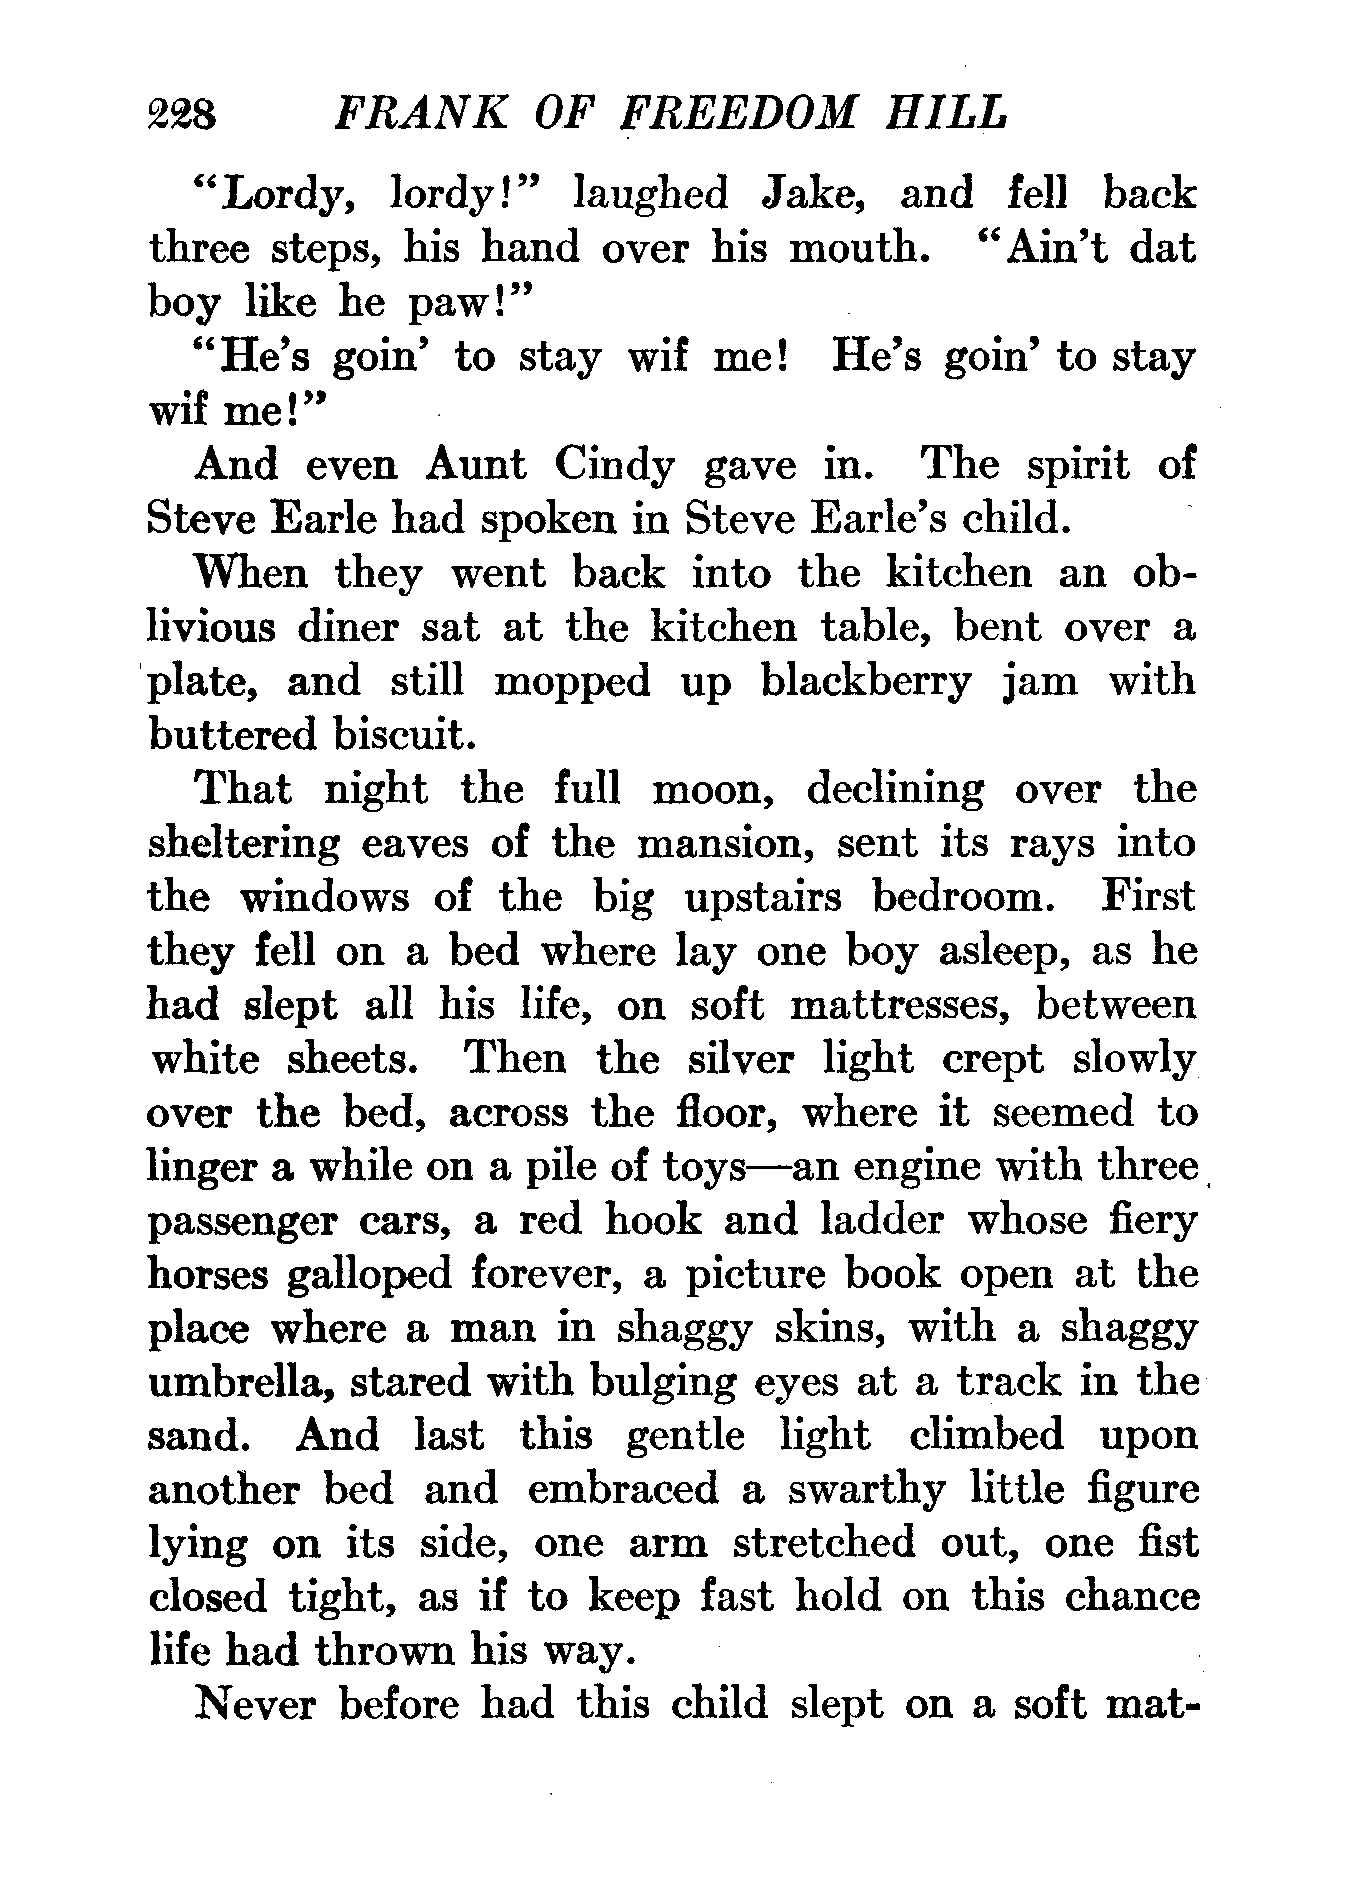 228 FRANK OF FREEDOM HILL
"Lordy, lordy!" laughed Jake, and fell back
three steps, his hand over his mouth. "Ain't dat
boy like he paw!"
"He's goin' to stay wif me! He's goin' to stay
wif me!"
And even Aunt Cindy gave in. The spirit of
Steve Earle had spoken in Steve Earle's child.
When they went back into the kitchen an ob-
livious diner sat at the kitchen table, bent over a
plate, and still mopped up blackberry jam with
buttered biscuit.
That night the full moon, declining over the
sheltering eaves of the mansion, sent its rays into
the windows of the big upstairs bedroom. First
they fell on a bed where lay one boy asleep, as he
had slept all his life, on soft mattresses, between
white sheets. Then the silver light crept slowly
over the bed, across the floor, where it seemed to
linger a while on a pile of toys—an engine with three
passenger cars, a red hook and ladder whose fiery
horses galloped forever, a picture book open at the
place where a man in shaggy skins, with a shaggy
umbrella, stared with bulging eyes at a track in the
sand. And last this gentle light climbed upon
another bed and embraced a swarthy little figure
lying on its side, one arm stretched out, one fist
closed tight, as if to keep fast hold on this chance
life had thrown his way.
Never before had this child slept on a soft mat-